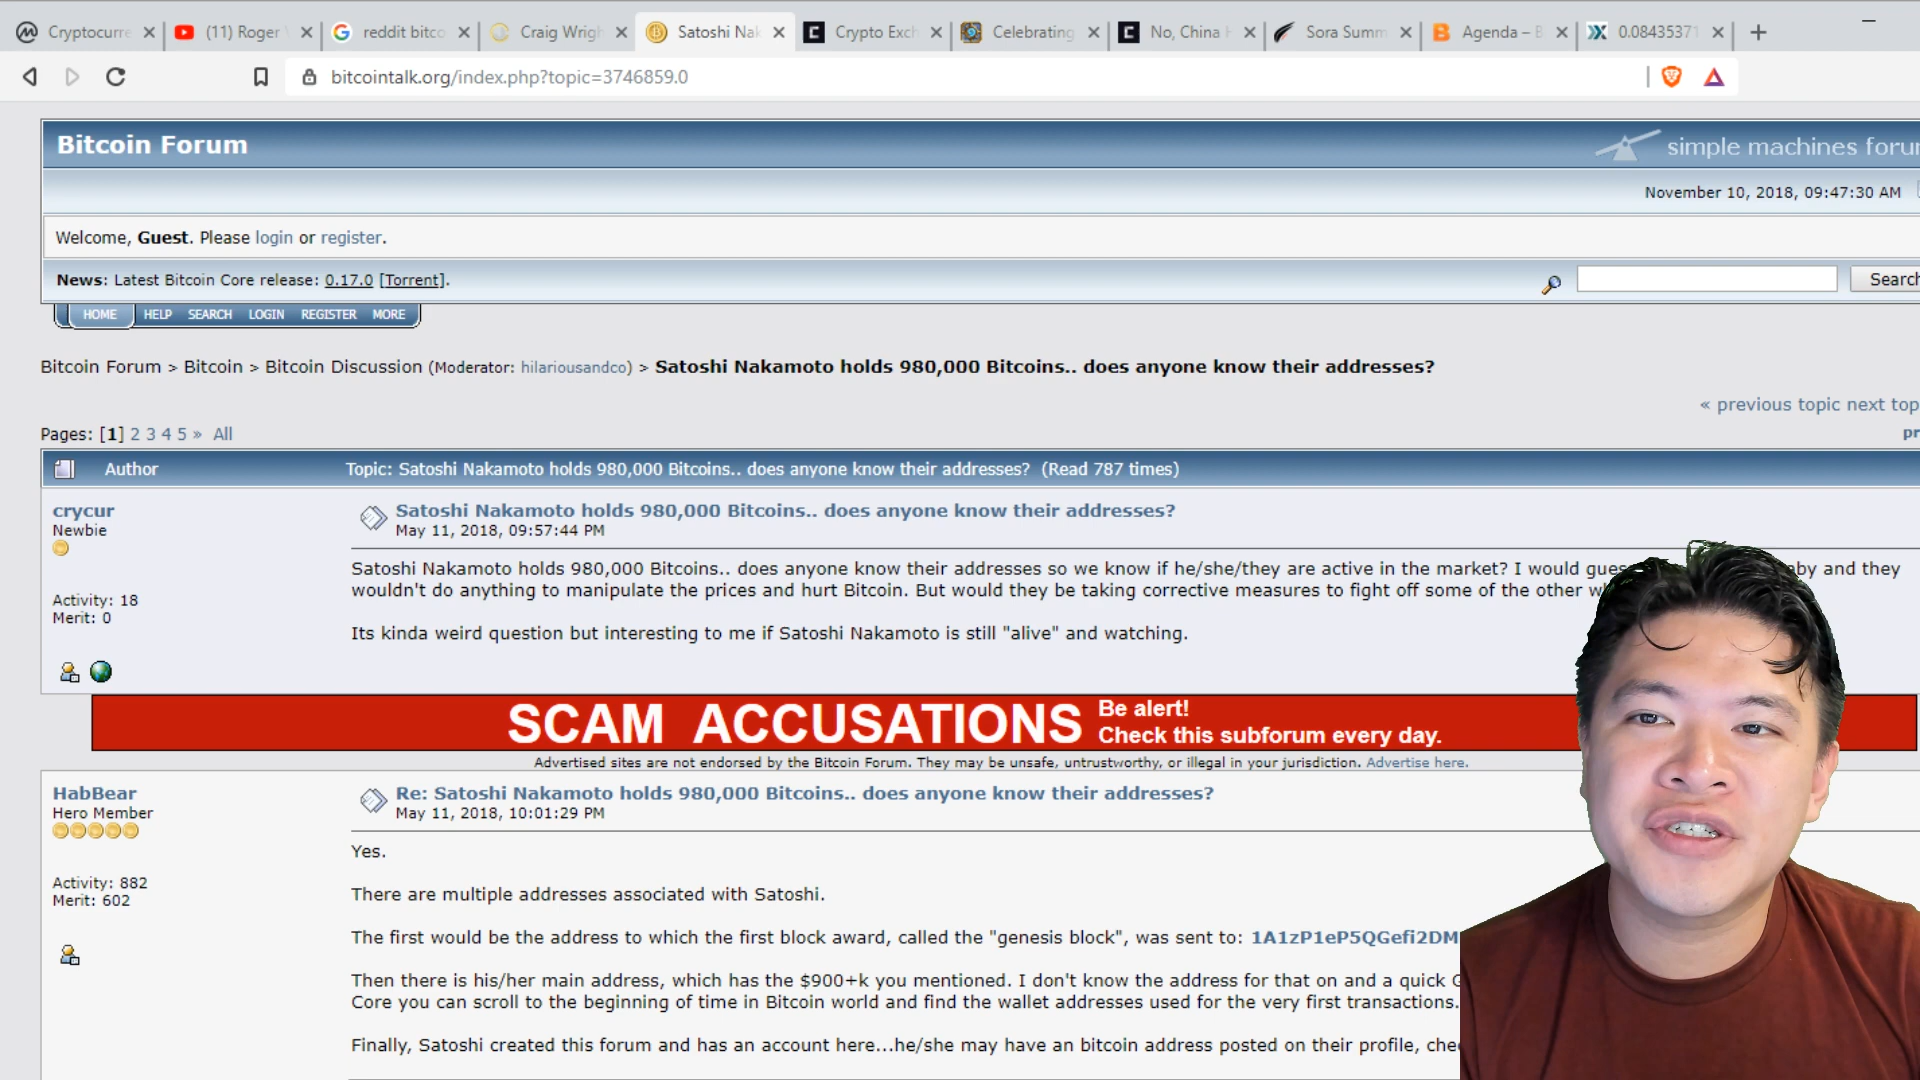 Cryptocurre
(11) Roger
reddit bitco
Craig Wrigh
Satoshi Nak
Crypto Exch
Celebrating
No, China H
Sora Summ
Agenda – B
0.08435371
bitcointalk.org/index.php?topic=3746859.0
Bitcoin Forum
simple machines forum
November 10, 2018, 09:47:30 AM
Welcome, Guest. Please login or register.
News: Latest Bitcoin Core release: 0.17.0 [Torrent].
Search
HOME HELP SEARCH LOGIN REGISTER MORE
Bitcoin Forum > Bitcoin > Bitcoin Discussion (Moderator: hilariousandco) > Satoshi Nakamoto holds 980,000 Bitcoins.. does anyone know their addresses?
« previous topic next top
pr
Pages: [1] 2 3 4 5 » All
Author Topic: Satoshi Nakamoto holds 980,000 Bitcoins.. does anyone know their addresses? (Read 787 times)
crycur
Newbie
Activity: 18
Merit: 0
Satoshi Nakamoto holds 980,000 Bitcoins.. does anyone know their addresses?
May 11, 2018, 09:57:44 PM
Satoshi Nakamoto holds 980,000 Bitcoins.. does anyone know their addresses so we know if he/she/they are active in the market? I would gues aby and they
wouldn't do anything to manipulate the prices and hurt Bitcoin. But would they be taking corrective measures to fight off some of the other w
Its kinda weird question but interesting to me if Satoshi Nakamoto is still "alive" and watching.
SCAM ACCUSATIONS
Be alert!
Check this subforum every day.
Advertised sites are not endorsed by the Bitcoin Forum. They may be unsafe, untrustworthy, or illegal in your jurisdiction. Advertise here.
HabBear
Hero Member
Activity: 882
Merit: 602
Re: Satoshi Nakamoto holds 980,000 Bitcoins.. does anyone know their addresses?
May 11, 2018, 10:01:29 PM
Yes.
There are multiple addresses associated with Satoshi.
The first would be the address to which the first block award, called the "genesis block", was sent to: 1A1zP1eP5QGefi2DM
Then there is his/her main address, which has the $900+k you mentioned. I don't know the address for that on and a quick G
Core you can scroll to the beginning of time in Bitcoin world and find the wallet addresses used for the very first transactions.
Finally, Satoshi created this forum and has an account here...he/she may have an bitcoin address posted on their profile, che